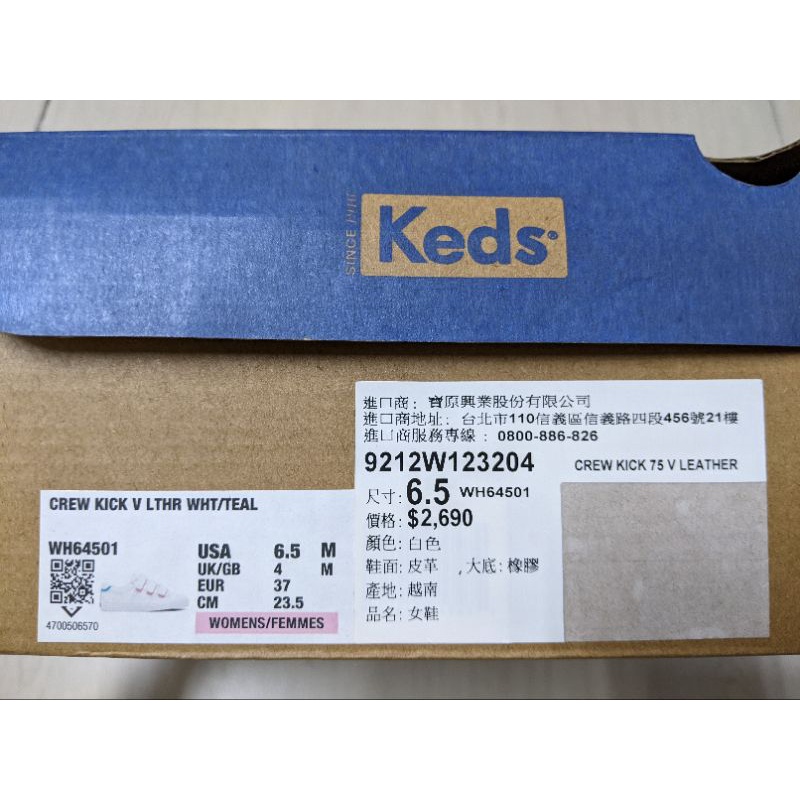 SINCE 1916
Keds®
CREW KICK V LTHR WHT/TEAL
WH64501
USA 6.5 M
UK/GB 4 M
EUR 37
CM 23.5
WOMENS/FEMMES
4700506570
進口商: 寶原興業股份有限公司
進口商地址: 台北市110信義區信義路四段456號21樓
進口商服務專線: 0800-886-826
9212W123204 CREW KICK 75 V LEATHER
尺寸: 6.5 WH64501
價格: $2,690
顏色: 白色
鞋面: 皮革 ,大底: 橡膠
產地: 越南
品名: 女鞋